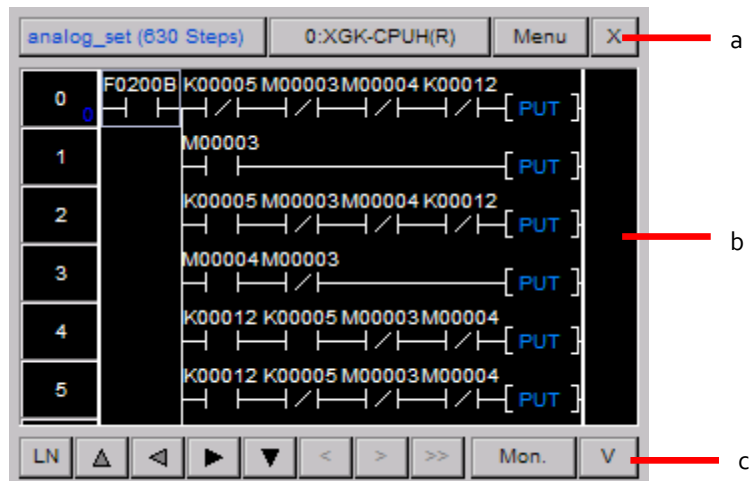 analog_set (630 Steps) 0:XGK-CPUH(R) Menu X a
F0200B K00005 M00003 M00004 K00012
0 0 PUT
M00003
1 PUT
K00005 M00003 M00004 K00012
2 PUT
b
M00004 M00003
3 PUT
K00012 K00005 M00003 M00004
4 PUT
K00012 K00005 M00003 M00004
5 PUT
LN < > >> Mon. V c